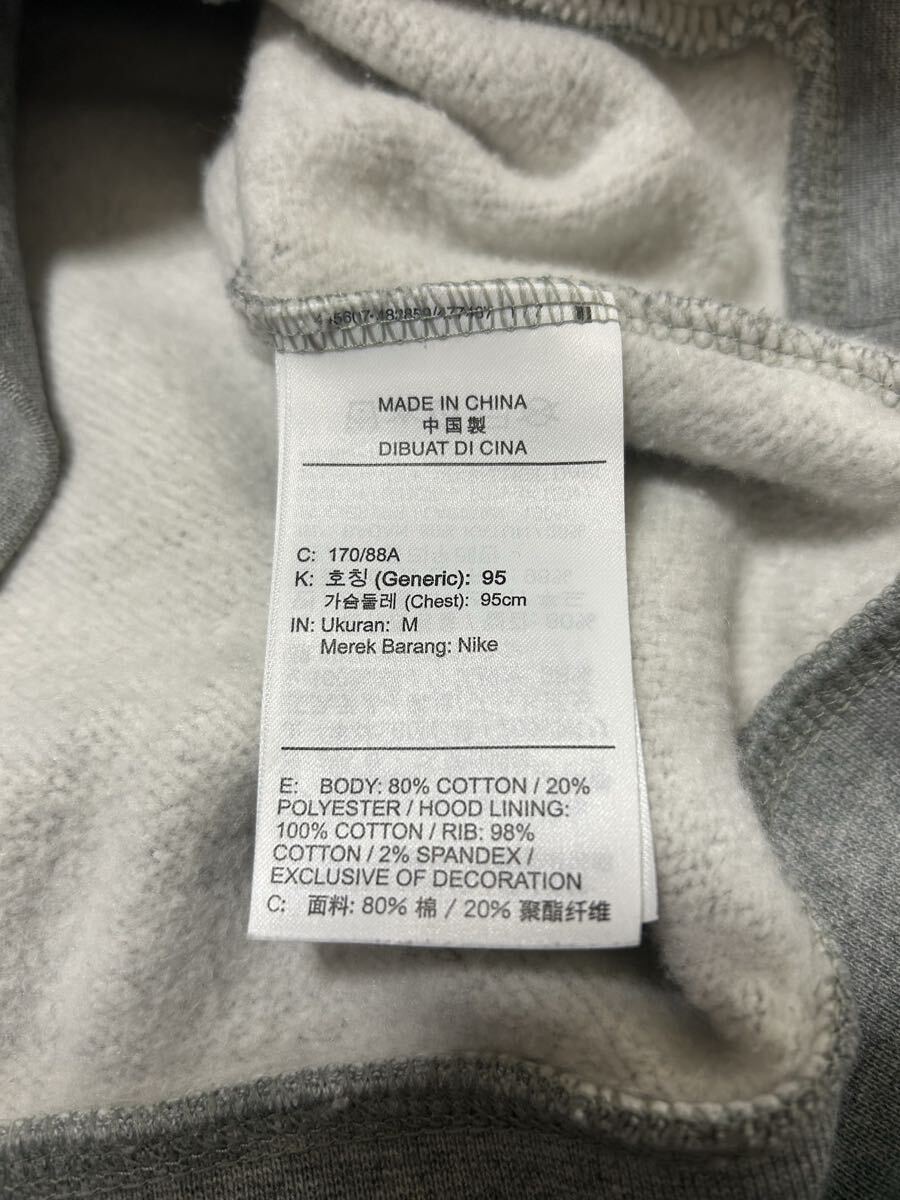 MADE IN CHINA
中国製
DIBUAT DI CINA
C: 170/88A
K: 호칭 (Generic): 95
가슴둘레 (Chest): 95cm
IN: Ukuran: M
Merek Barang: Nike
E: BODY: 80% COTTON / 20%
POLYESTER / HOOD LINING:
100% COTTON / RIB: 98%
COTTON / 2% SPANDEX /
EXCLUSIVE OF DECORATION
C: 面料: 80% 棉 / 20% 聚酯纤维